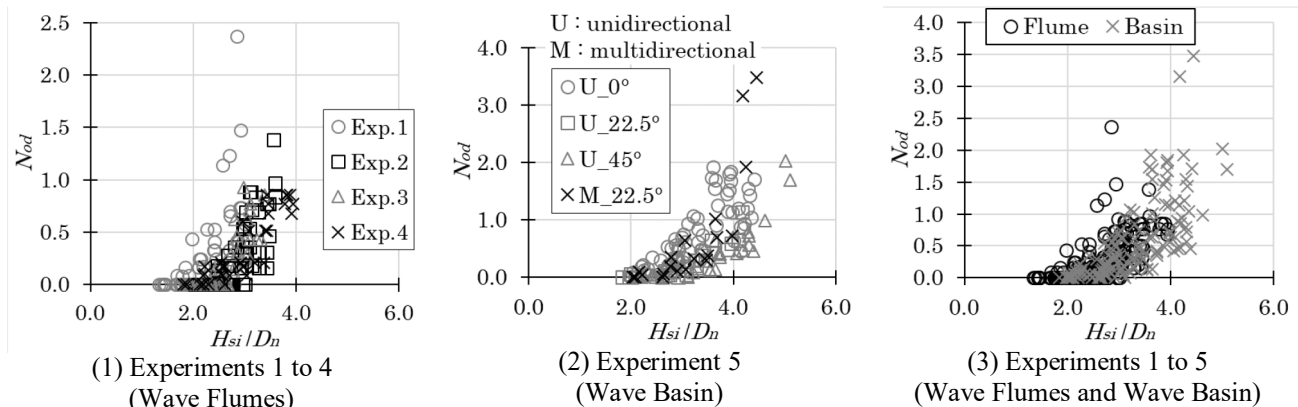 2.5
2.0
1.5
1.0
0.5
0.0
Nod
0.0 2.0 4.0 6.0
Hsi/Dn
Exp.1
Exp.2
Exp.3
Exp.4
(1) Experiments 1 to 4
(Wave Flumes)
U : unidirectional
M : multidirectional
4.0
3.0
2.0
1.0
0.0
Nod
0.0 2.0 4.0 6.0
Hsi/Dn
U_0°
U_22.5°
U_45°
M_22.5°
(2) Experiment 5
(Wave Basin)
Flume Basin
4.0
3.5
3.0
2.5
2.0
1.5
1.0
0.5
0.0
Nod
0.0 2.0 4.0 6.0
Hsi/Dn
(3) Experiments 1 to 5
(Wave Flumes and Wave Basin)